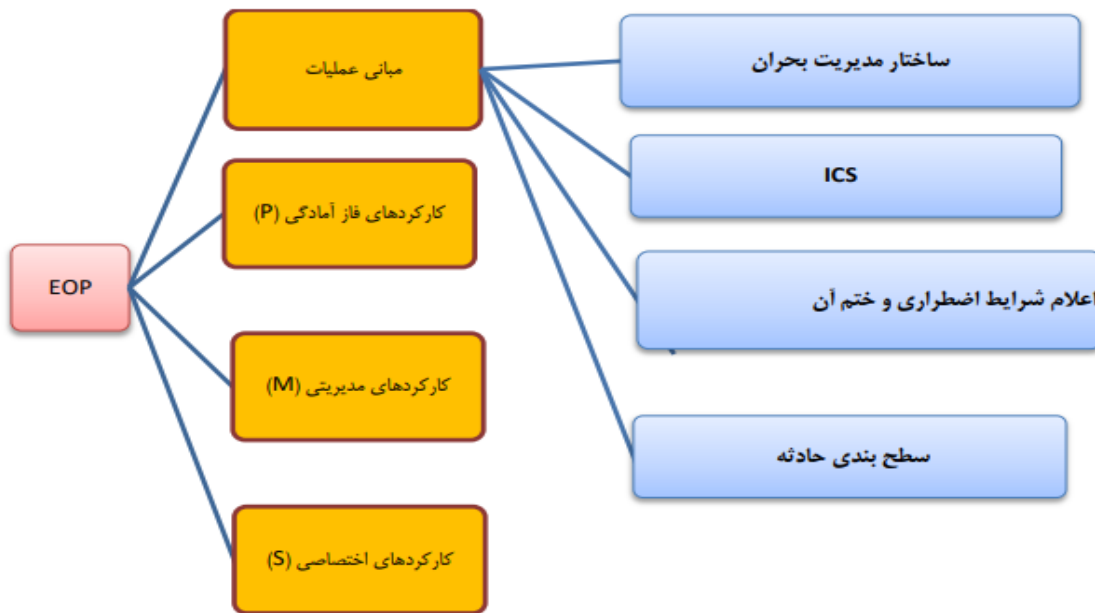 EOP
مبانی عملیات
کارکردهای فاز آمادگی (P)
کارکردهای مدیریتی (M)
کارکردهای اختصاصی (S)
ساختار مدیریت بحران
ICS
اعلام شرایط اضطراری و ختم آن
سطح بندی حادثه